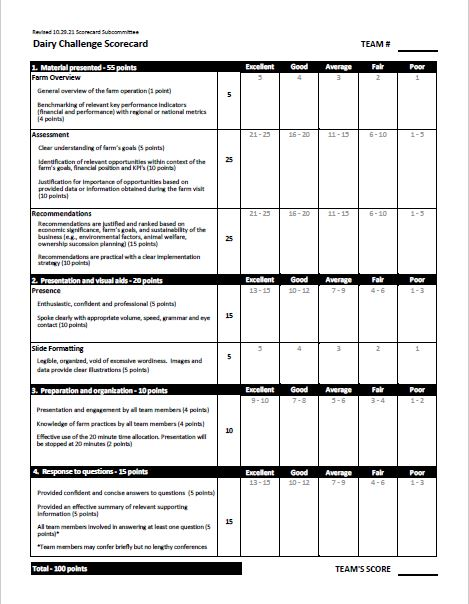 Revised 10.29.21 Scorecard Subcommittee
Dairy Challenge Scorecard TEAM #
1. Material presented - 55 points Excellent Good Average Fair Poor
Farm Overview 5 4 3 2 1
General overview of the farm operation (1 point)
5
Benchmarking of relevant key performance indicators
(financial and performance) with regional or national metrics
(4 points)
Assessment 21 - 25 16 - 20 11 - 15 6 - 10 1 - 5
Clear understanding of farm's goals (5 points)
25
Identification of relevant opportunities within context of the
farm's goals, financial position and KPI's (10 points)
Justification for importance of opportunities based on
provided data or information obtained during the farm visit
(10 points)
Recommendations 21 - 25 16 - 20 11 - 15 6 - 10 1 - 5
Recommendations are justified and ranked based on
economic significance, farm's goals, and sustainability of the
business (e.g., environmental factors, animal welfare,
ownership succession planning) (15 points)
25
Recommendations are practical with a clear implementation
strategy (10 points)
2. Presentation and visual aids - 20 points Excellent Good Average Fair Poor
Presence 13 - 15 10 - 12 7 - 9 4 - 6 1 - 3
Enthusiastic, confident and professional (5 points)
15
Spoke clearly with appropriate volume, speed, grammar and eye
contact (10 points)
Slide Formatting 5 4 3 2 1
Legible, organized, void of excessive wordiness. Images and
5
data provide clear illustrations (5 points)
3. Preparation and organization - 10 points Excellent Good Average Fair Poor
9 - 10 7 - 8 5 - 6 3 - 4 1 - 2
Presentation and engagement by all team members (4 points)
Knowledge of farm practices by all team members (4 points)
10
Effective use of the 20 minute time allocation. Presentation will
be stopped at 20 minutes (2 points)
4. Response to questions - 15 points Excellent Good Average Fair Poor
13 - 15 10 - 12 7 - 9 4 - 6 1 - 3
Provided confident and concise answers to questions (5 points)
Provided an effective summary of relevant supporting
information (5 points)
15
All team members involved in answering at least one question (5
points)*
*Team members may confer briefly but no lengthy conferences
Total - 100 points TEAM'S SCORE